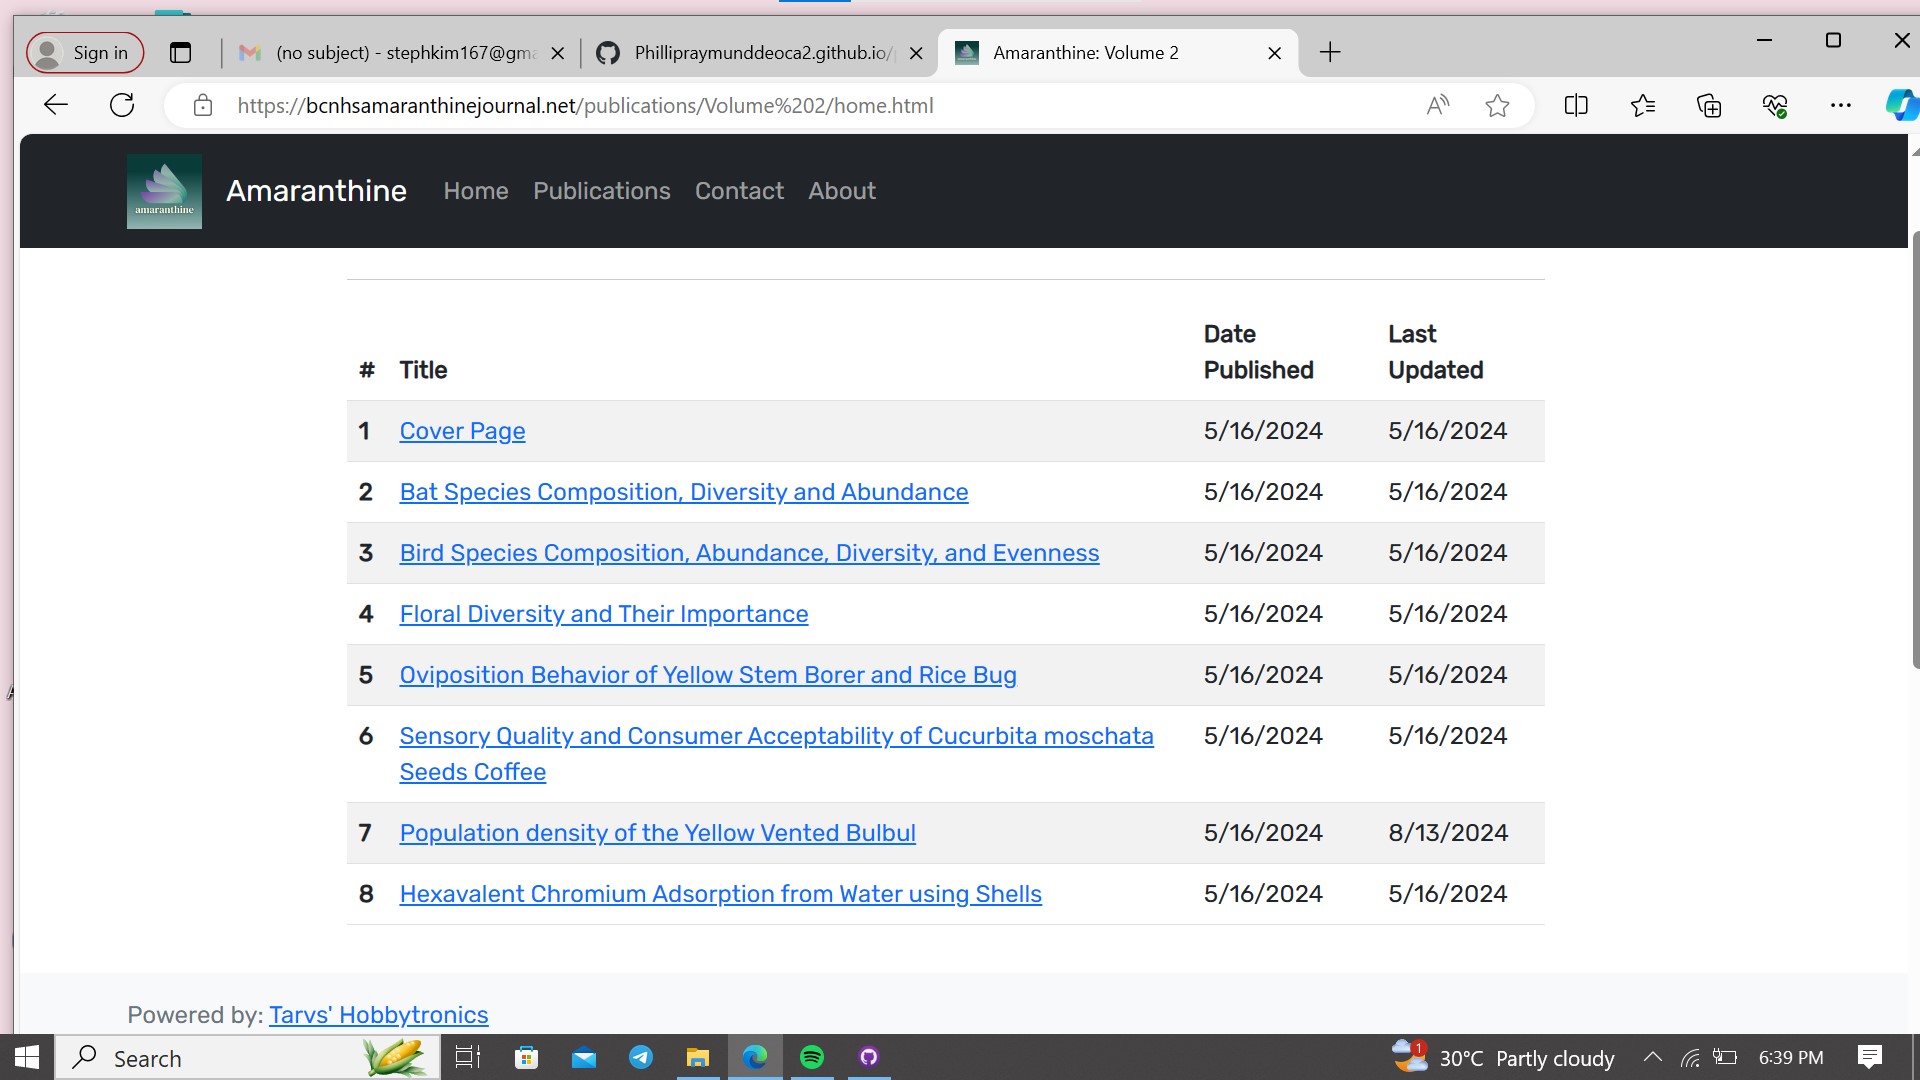 Sign in
(no subject) - stephkim167@gma
Phillipraymunddeoca2.github.io/
Amaranthine: Volume 2
https://bcnhsamaranthinejournal.net/publications/Volume%202/home.html
amaranthine
Amaranthine Home Publications Contact About
# Title Date Published Last Updated
1 Cover Page 5/16/2024 5/16/2024
2 Bat Species Composition, Diversity and Abundance 5/16/2024 5/16/2024
3 Bird Species Composition, Abundance, Diversity, and Evenness 5/16/2024 5/16/2024
4 Floral Diversity and Their Importance 5/16/2024 5/16/2024
5 Oviposition Behavior of Yellow Stem Borer and Rice Bug 5/16/2024 5/16/2024
6 Sensory Quality and Consumer Acceptability of Cucurbita moschata 5/16/2024 5/16/2024
Seeds Coffee
7 Population density of the Yellow Vented Bulbul 5/16/2024 8/13/2024
8 Hexavalent Chromium Adsorption from Water using Shells 5/16/2024 5/16/2024
Powered by: Tarvs' Hobbytronics
Search
1
30°C Partly cloudy
6:39 PM